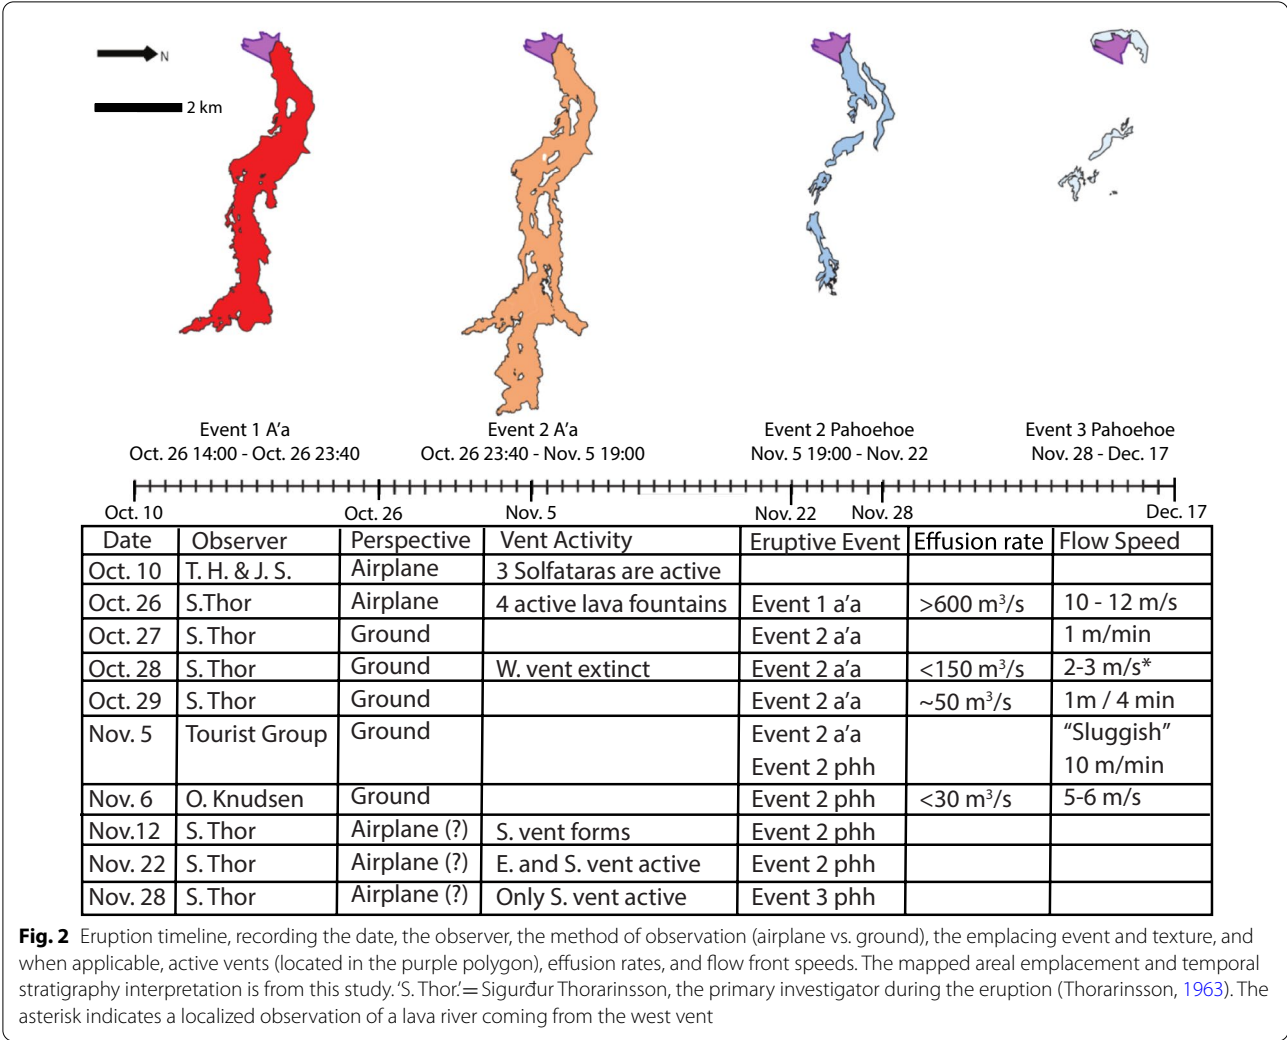 N
2 km
Event 1 A'a
Oct. 26 14:00 - Oct. 26 23:40
Event 2 A'a
Oct. 26 23:40 - Nov. 5 19:00
Event 2 Pahoehoe
Nov. 5 19:00 - Nov. 22
Event 3 Pahoehoe
Nov. 28 - Dec. 17
Oct. 10 Oct. 26 Nov. 5 Nov. 22 Nov. 28 Dec. 17
Date Observer Perspective Vent Activity Eruptive Event Effusion rate Flow Speed
Oct. 10 T. H. & J. S. Airplane 3 Solfataras are active
Oct. 26 S.Thor Airplane 4 active lava fountains Event 1 a'a >600 m³/s 10 - 12 m/s
Oct. 27 S. Thor Ground Event 2 a'a 1 m/min
Oct. 28 S. Thor Ground W. vent extinct Event 2 a'a <150 m³/s 2-3 m/s*
Oct. 29 S. Thor Ground Event 2 a'a ~50 m³/s 1m / 4 min
Nov. 5 Tourist Group Ground Event 2 a'a “Sluggish”
Event 2 phh 10 m/min
Nov. 6 O. Knudsen Ground Event 2 phh <30 m³/s 5-6 m/s
Nov.12 S. Thor Airplane (?) S. vent forms Event 2 phh
Nov. 22 S. Thor Airplane (?) E. and S. vent active Event 2 phh
Nov. 28 S. Thor Airplane (?) Only S. vent active Event 3 phh
Fig. 2 Eruption timeline, recording the date, the observer, the method of observation (airplane vs. ground), the emplacing event and texture, and
when applicable, active vents (located in the purple polygon), effusion rates, and flow front speeds. The mapped areal emplacement and temporal
stratigraphy interpretation is from this study. ‘S. Thor.’ = Sigurđur Thorarinsson, the primary investigator during the eruption (Thorarinsson, 1963). The
asterisk indicates a localized observation of a lava river coming from the west vent